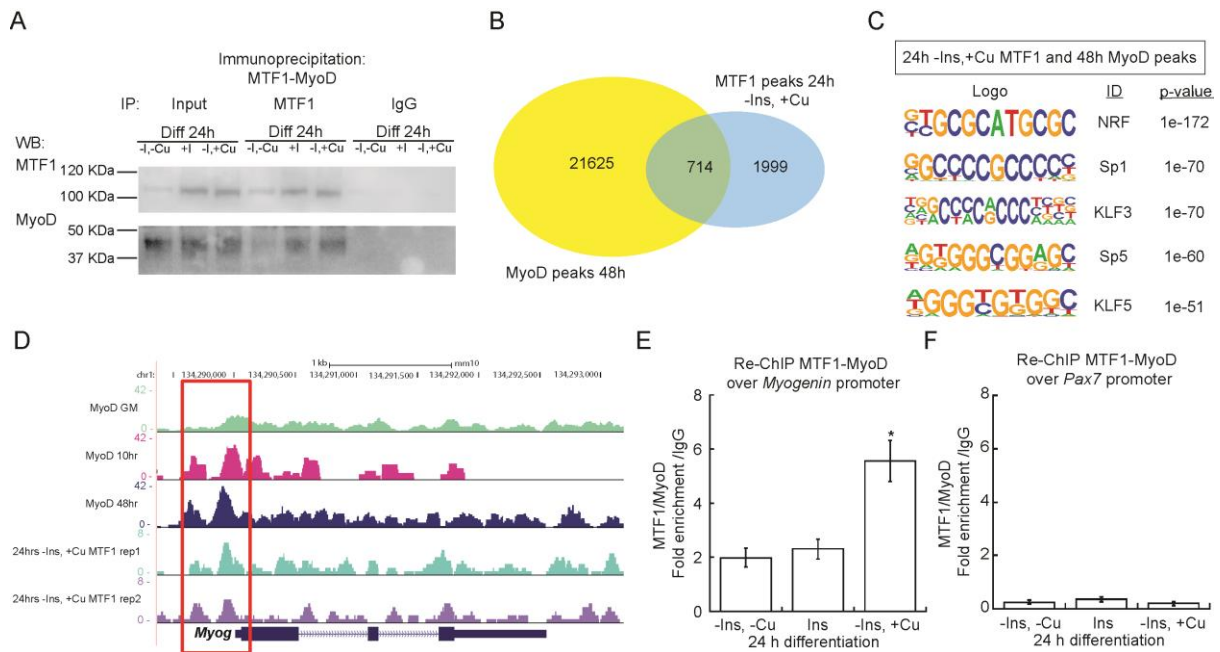 A
Immunoprecipitation:
MTF1-MyoD
IP: Input MTF1 IgG
Diff 24h Diff 24h Diff 24h
WB: -I,-Cu +I -I,+Cu -I,-Cu +I -I,+Cu -I,-Cu +I -I,+Cu
MTF1
120 KDa
100 KDa
MyoD
50 KDa
37 KDa
B
MTF1 peaks 24h
-Ins, +Cu
21625 714 1999
MyoD peaks 48h
C
24h -Ins,+Cu MTF1 and 48h MyoD peaks
Logo ID p-value
NRF 1e-172
Sp1 1e-70
KLF3 1e-70
Sp5 1e-60
KLF5 1e-51
D
1 kb mm10
chr1: 134,290,000 134,290,500 134,291,000 134,291,500 134,292,000 134,292,500 134,293,000
42
MyoD GM
0
42
MyoD 10hr
0
42
MyoD 48hr
0
8
24hrs -Ins, +Cu MTF1 rep1
0
8
24hrs -Ins, +Cu MTF1 rep2
0
Myog
E
Re-ChIP MTF1-MyoD
over Myogenin promoter
MTF1/MyoD
Fold enrichment /IgG
8
6
4
2
0
*
-Ins, -Cu Ins -Ins, +Cu
24 h differentiation
F
Re-ChIP MTF1-MyoD
over Pax7 promoter
MTF1/MyoD
Fold enrichment /IgG
8
6
4
2
0
-Ins, -Cu Ins -Ins, +Cu
24 h differentiation